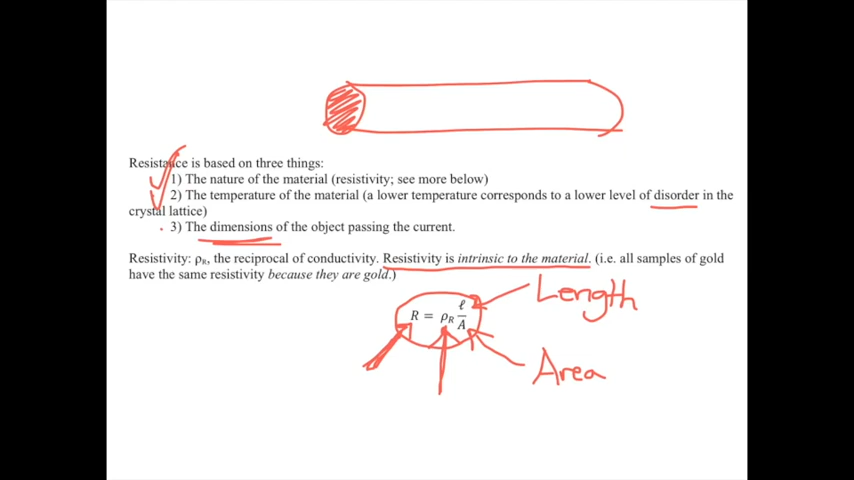 Resistance is based on three things:
1) The nature of the material (resistivity; see more below)
2) The temperature of the material (a lower temperature corresponds to a lower level of disorder in the
crystal lattice)
3) The dimensions of the object passing the current.
Resistivity: ρR, the reciprocal of conductivity. Resistivity is intrinsic to the material. (i.e. all samples of gold
have the same resistivity because they are gold.)
R = ρR ℓ/A
Length
Area